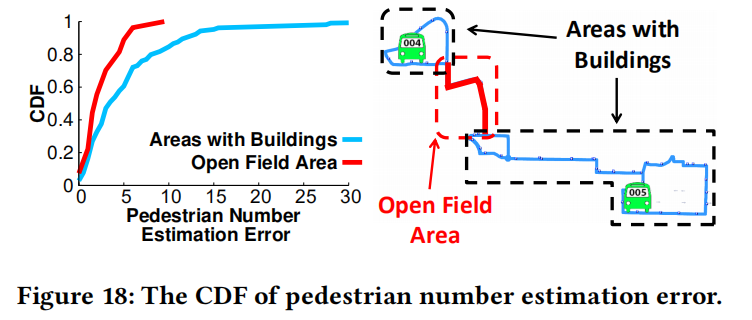 1
0.8
0.6
0.4
0.2
0
CDF
Areas with Buildings
Open Field Area
0 5 10 15 20 25 30
Pedestrian Number
Estimation Error
004
Areas with
Buildings
005
Open Field
Area
Figure 18: The CDF of pedestrian number estimation error.